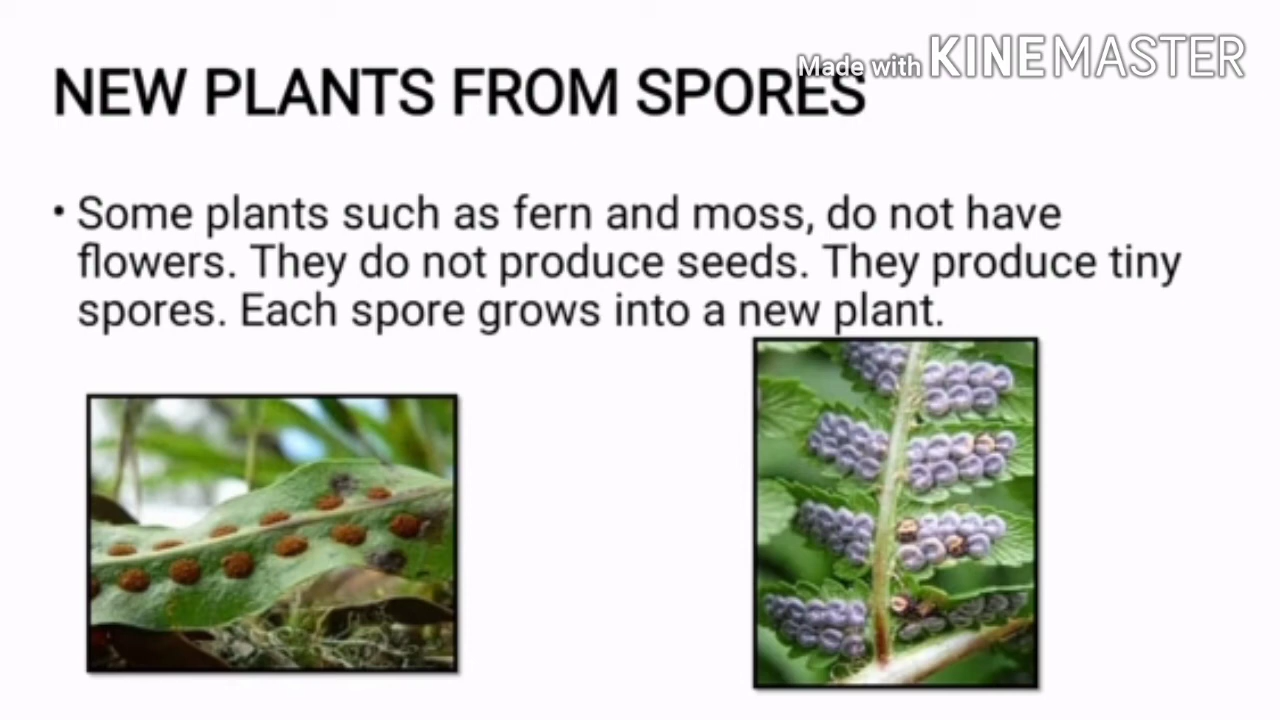 Made with KINEMASTER
NEW PLANTS FROM SPORES
• Some plants such as fern and moss, do not have
flowers. They do not produce seeds. They produce tiny
spores. Each spore grows into a new plant.